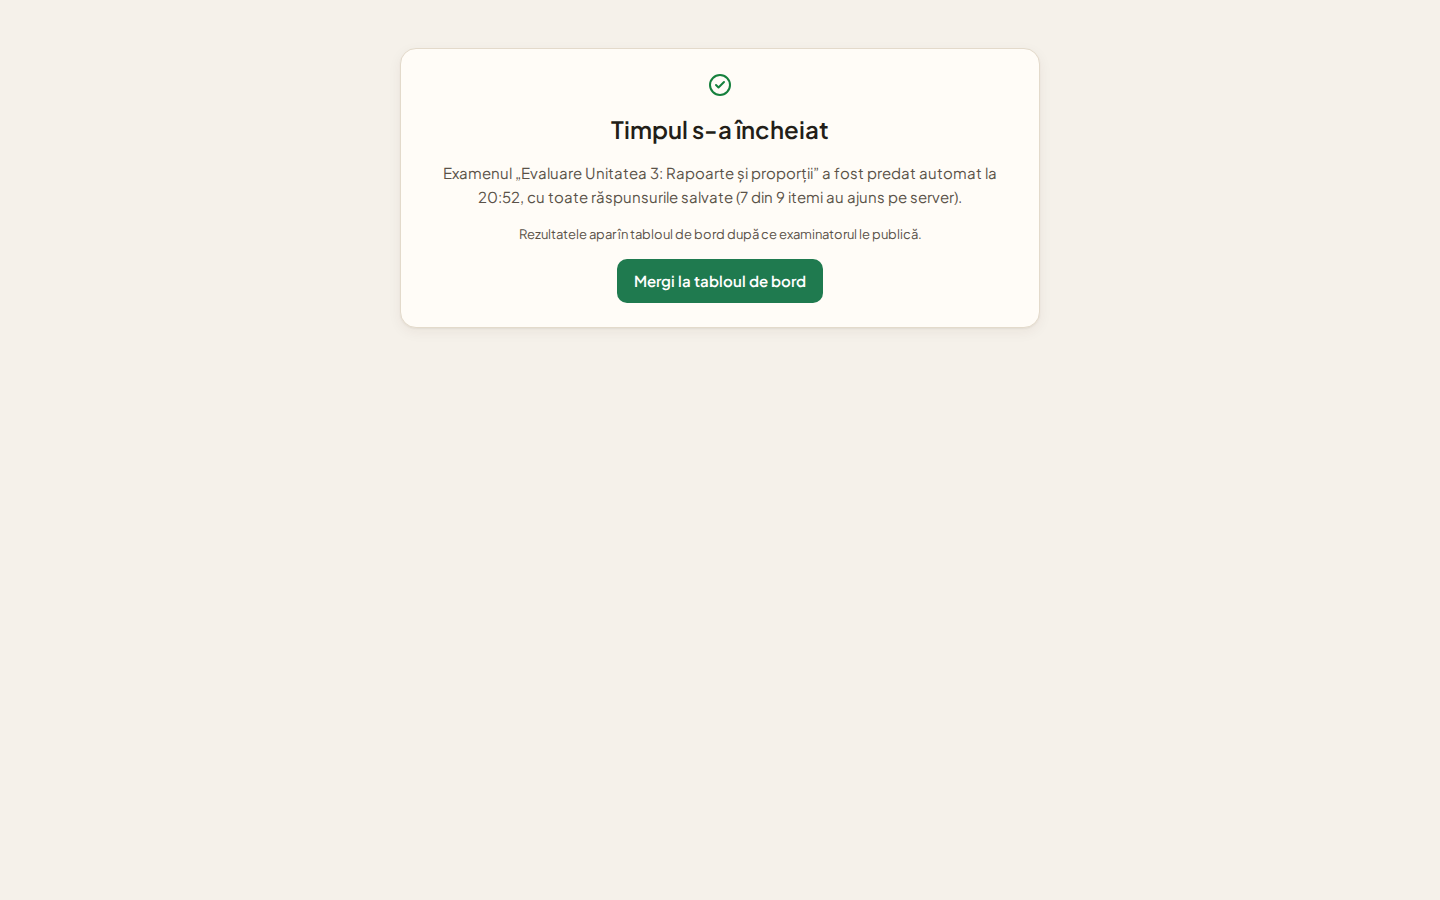 Timpul s-a încheiat
Examenul „Evaluare Unitatea 3: Rapoarte și proporții” a fost predat automat la
20:52, cu toate răspunsurile salvate (7 din 9 itemi au ajuns pe server).
Rezultatele apar în tabloul de bord după ce examinatorul le publică.
Mergi la tabloul de bord